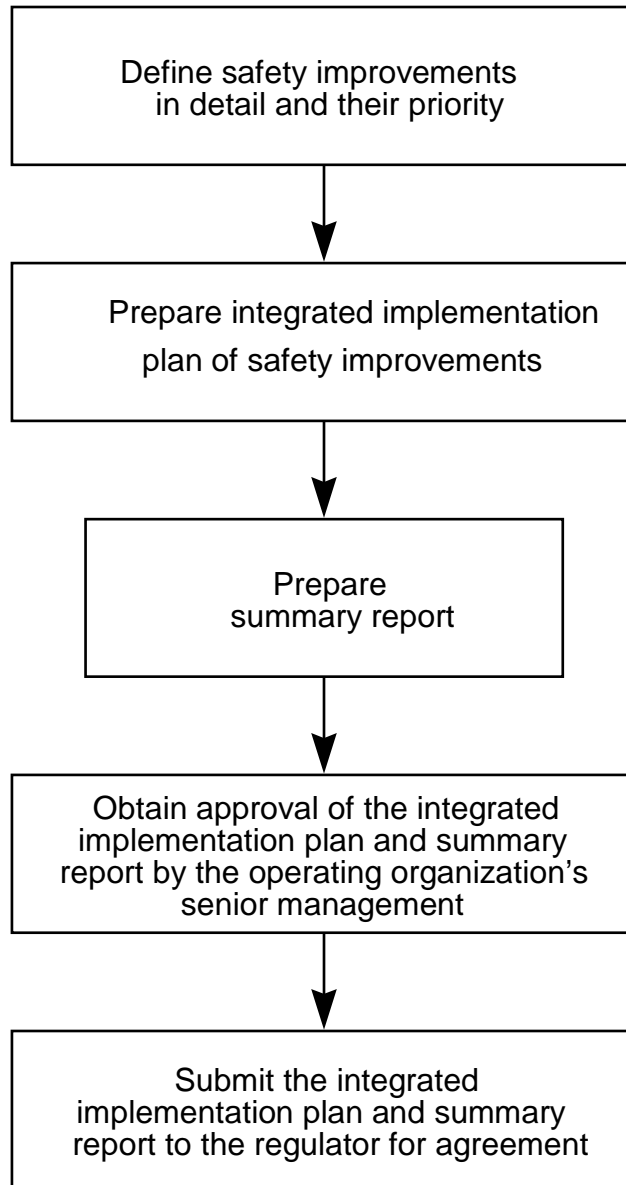 Define safety improvements
in detail and their priority
Prepare integrated implementation
plan of safety improvements
Prepare
summary report
Obtain approval of the integrated
implementation plan and summary
report by the operating organization’s
senior management
Submit the integrated
implementation plan and summary
report to the regulator for agreement